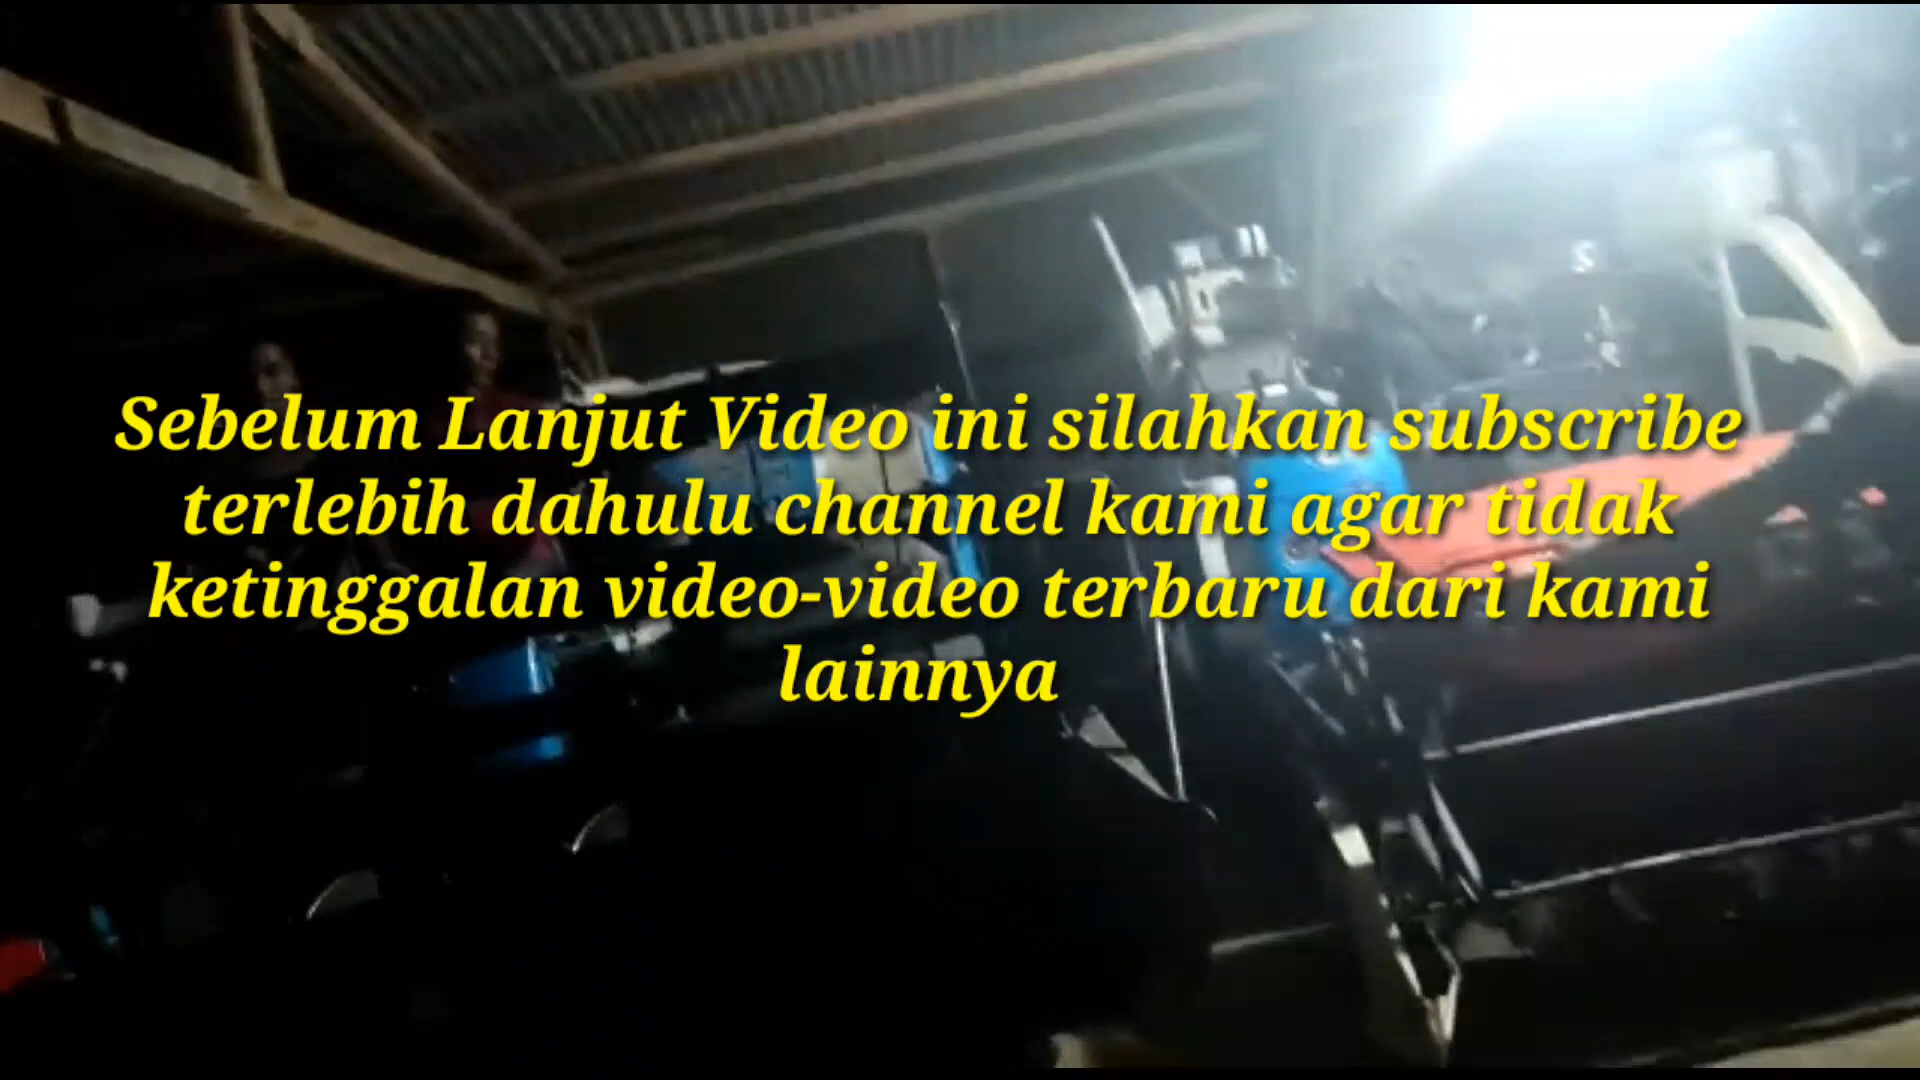 Sebelum Lanjut Video ini silahkan subscribe
terlebih dahulu channel kami agar tidak
ketinggalan video-video terbaru dari kami
lainnya